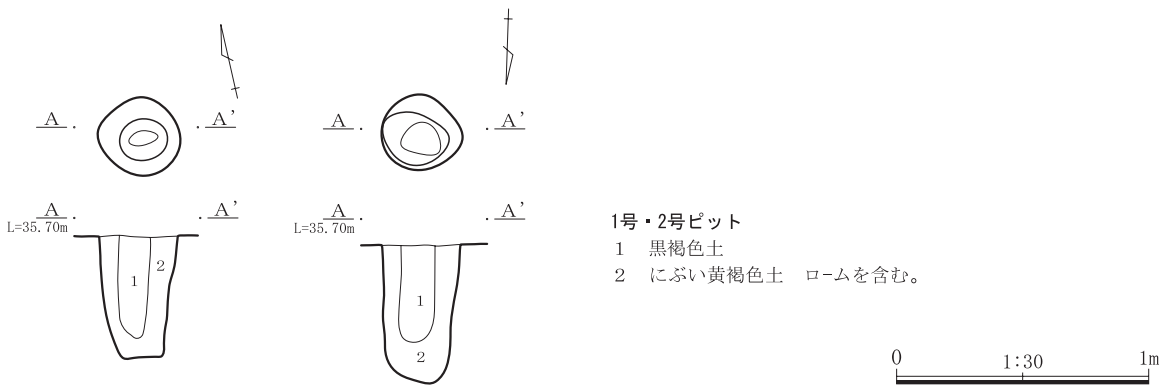 A A' A A'
A A' A A'
L=35.70m L=35.70m
1 2
1
2
1号・2号ピット
1 黒褐色土
2 にぶい黄褐色土 ロームを含む。
0 1:30 1m